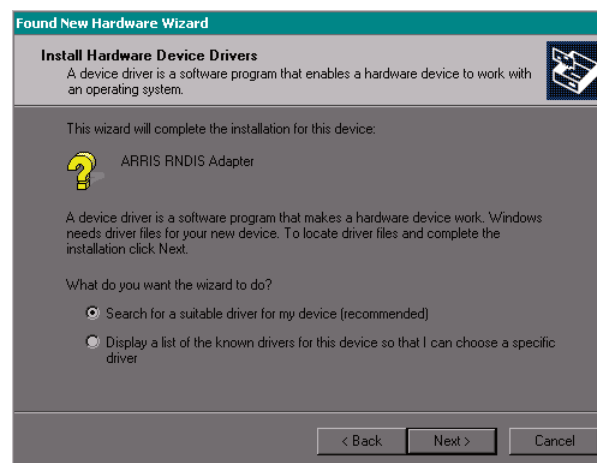 Found New Hardware Wizard
Install Hardware Device Drivers
A device driver is a software program that enables a hardware device to work with
an operating system.
This wizard will complete the installation for this device:
ARRIS RNDIS Adapter
A device driver is a software program that makes a hardware device work. Windows
needs driver files for your new device. To locate driver files and complete the
installation click Next.
What do you want the wizard to do?
Search for a suitable driver for my device (recommended)
Display a list of the known drivers for this device so that I can choose a specific
driver
< Back Next > Cancel